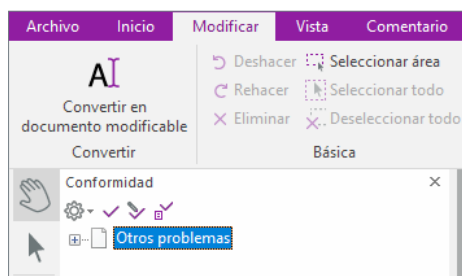 Archivo Inicio Modificar Vista Comentario
Deshacer Seleccionar área
Convertir en documento modificable
Rehacer Seleccionar todo
Eliminar Deseleccionar todo
Convertir Básica
Conformidad
Otros problemas